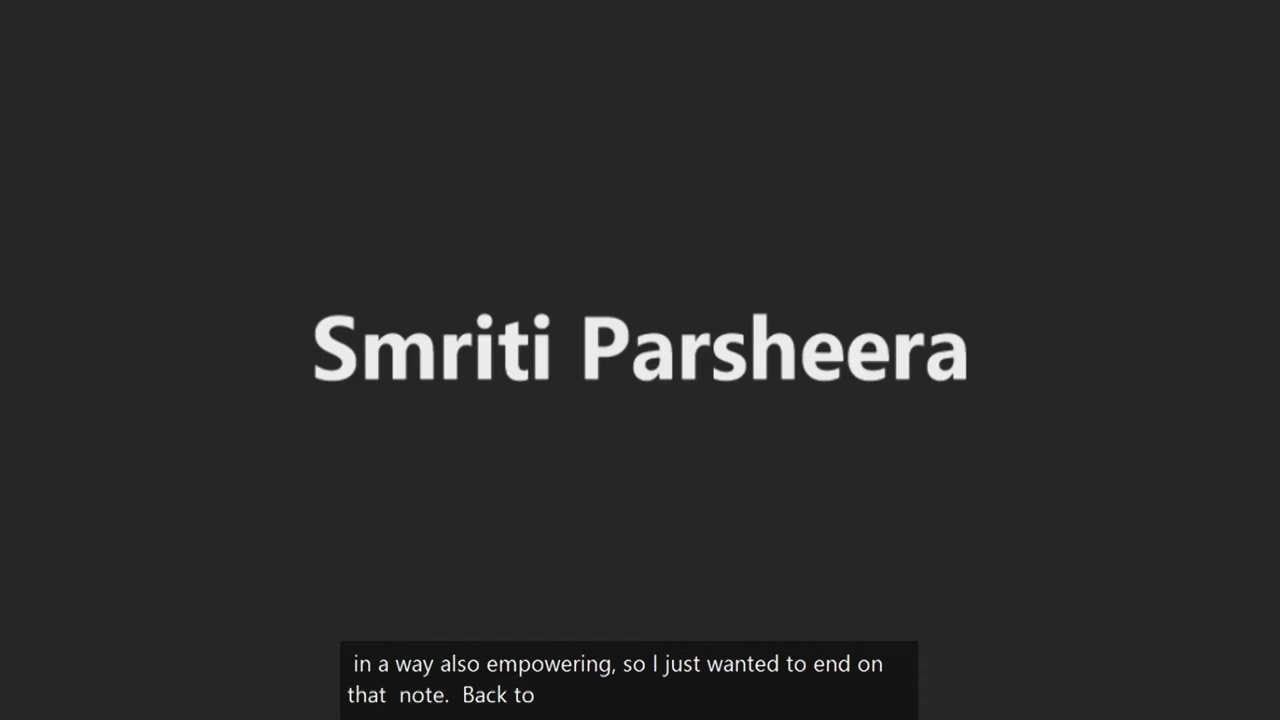 Smriti Parsheera
in a way also empowering, so I just wanted to end on
that note. Back to